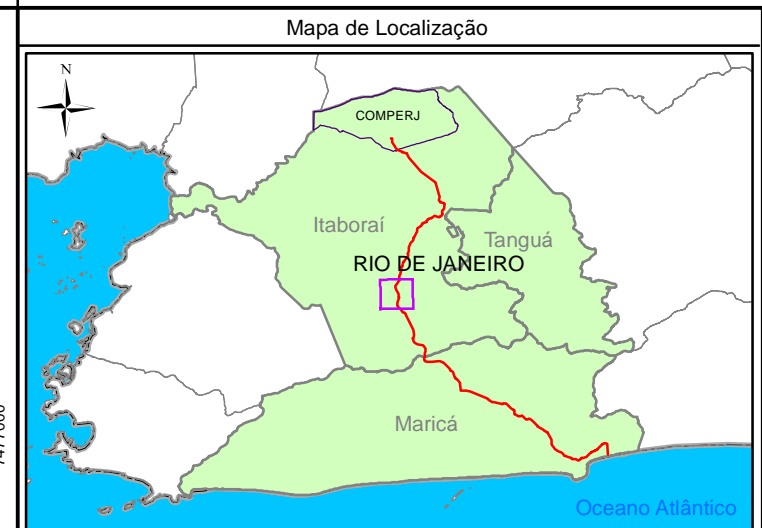 Mapa de Localização
N
COMPERJ
Itaboraí
Tanguá
RIO DE JANEIRO
Maricá
Oceano Atlântico